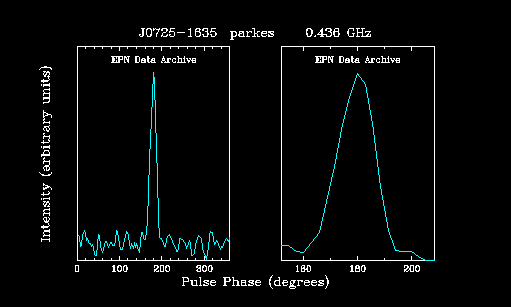 J0725-1635 parkes 0.436 GHz
EPN Data Archive
EPN Data Archive
Intensity (arbitrary units)
0 100 200 300
180 190 200
Pulse Phase (degrees)